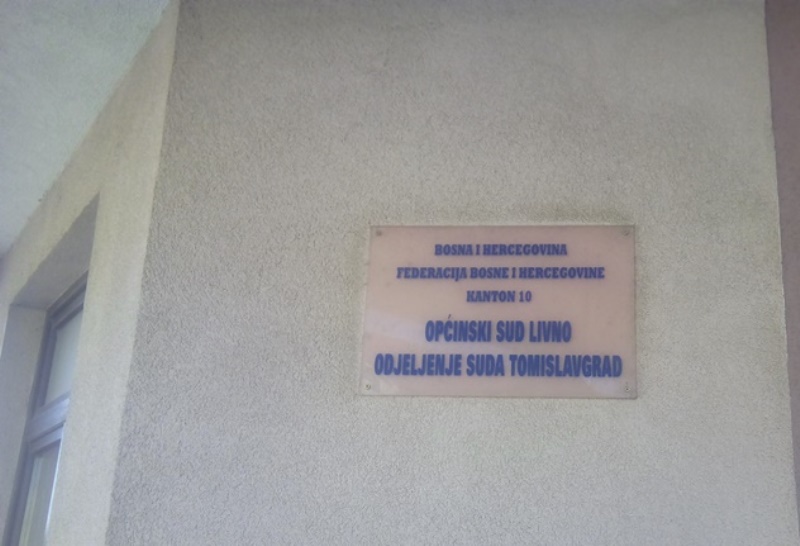 BOSNA I HERCEGOVINA
FEDERACIJA BOSNE I HERCEGOVINE
KANTON 10
OPĆINSKI SUD LIVNO
ODJELJENJE SUDA TOMISLAVGRAD